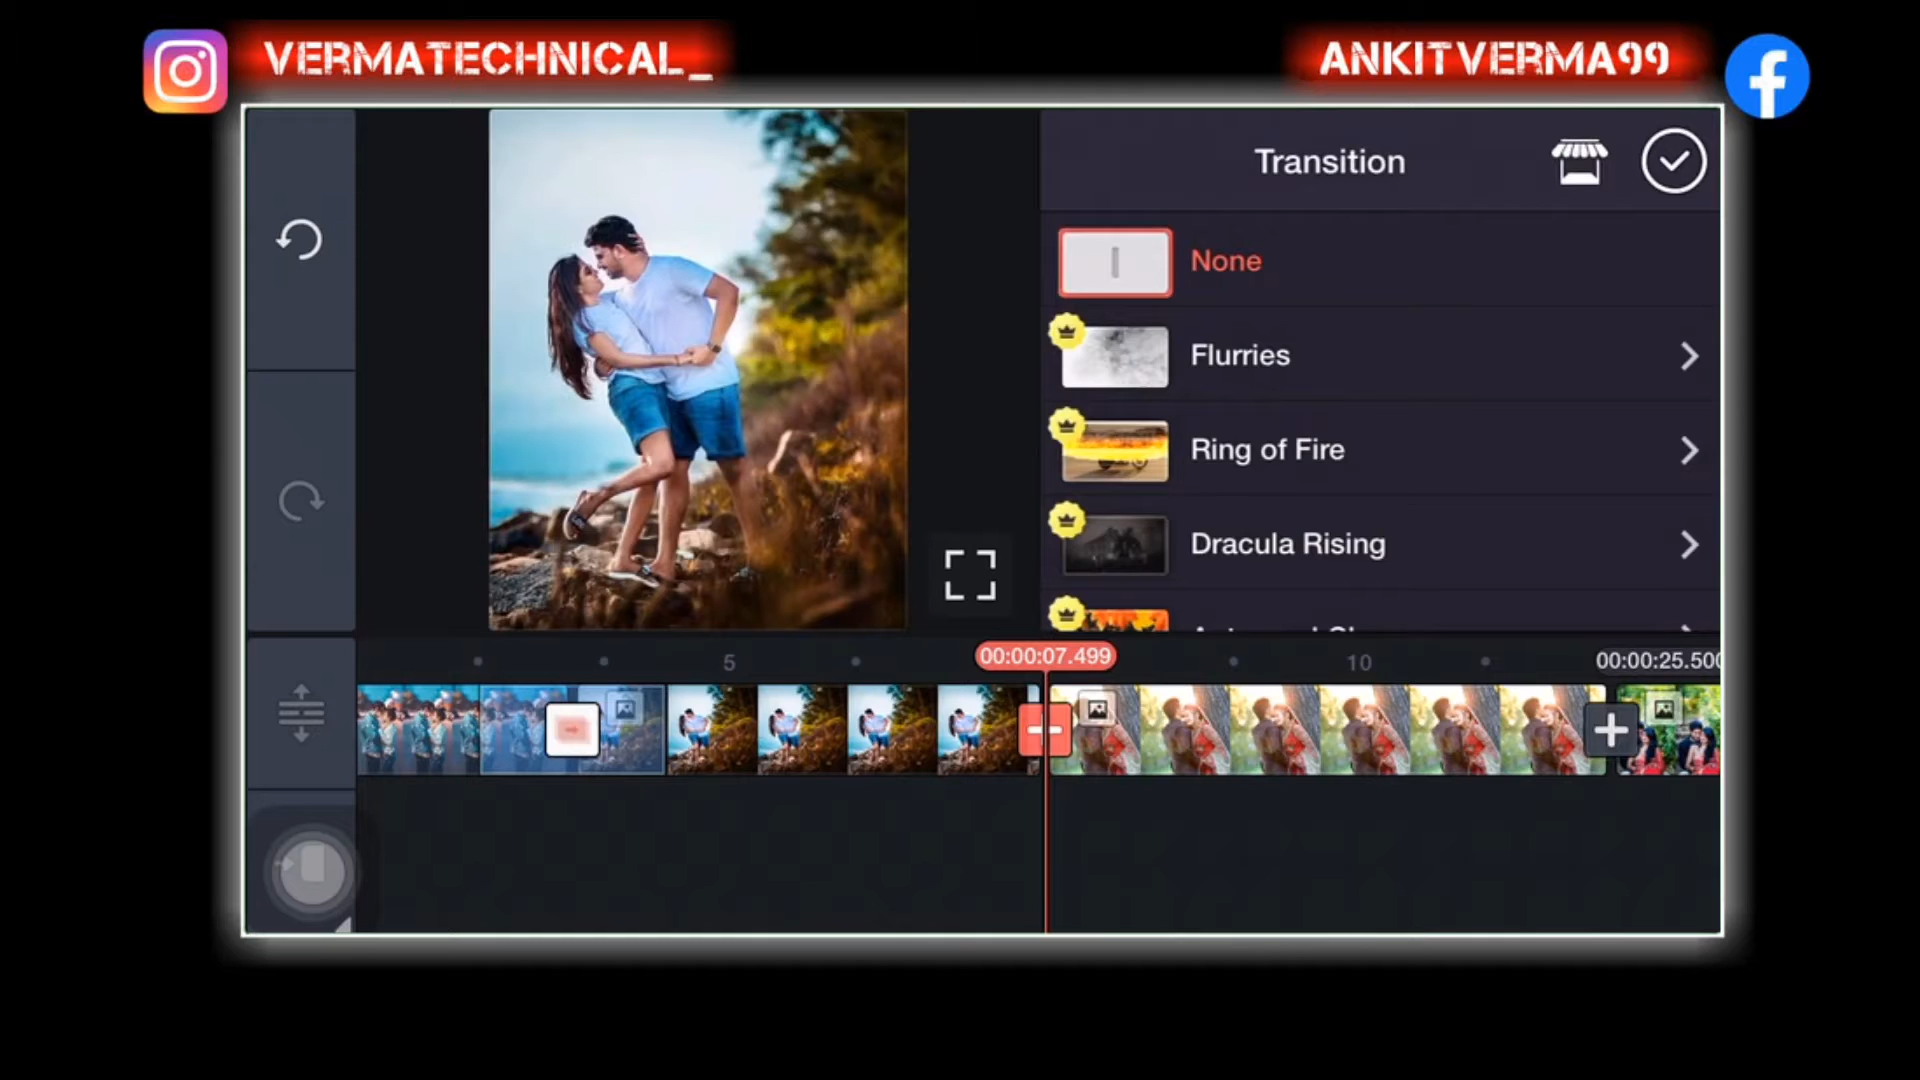 VERMATECHNICAL_
ANKITVERMA99
Transition
None
Flurries
Ring of Fire
Dracula Rising
5
00:00:07.499
10
00:00:25.500